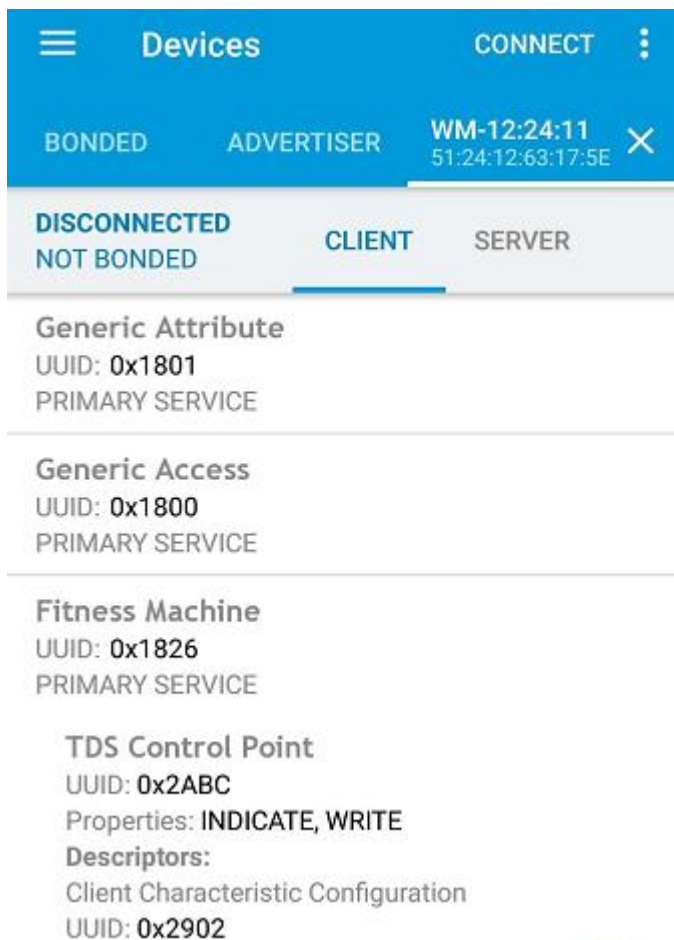 Devices
CONNECT
BONDED
ADVERTISER
WM-12:24:11
51:24:12:63:17:5E
DISCONNECTED
NOT BONDED
CLIENT
SERVER
Generic Attribute
UUID: 0x1801
PRIMARY SERVICE
Generic Access
UUID: 0x1800
PRIMARY SERVICE
Fitness Machine
UUID: 0x1826
PRIMARY SERVICE
TDS Control Point
UUID: 0x2ABC
Properties: INDICATE, WRITE
Descriptors:
Client Characteristic Configuration
UUID: 0x2902